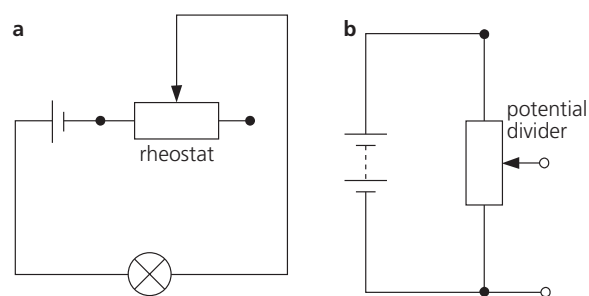 a
rheostat
b
potential
divider